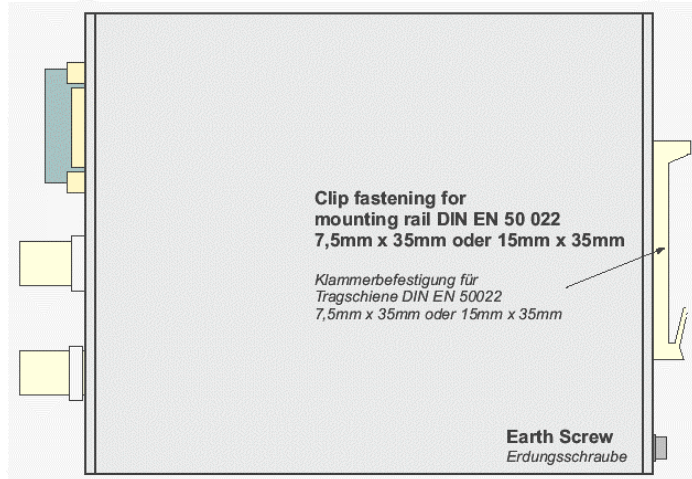 Clip fastening for
mounting rail DIN EN 50 022
7,5mm x 35mm oder 15mm x 35mm
Klammerbefestigung für
Tragschiene DIN EN 50022
7,5mm x 35mm oder 15mm x 35mm
Earth Screw
Erdungsschraube